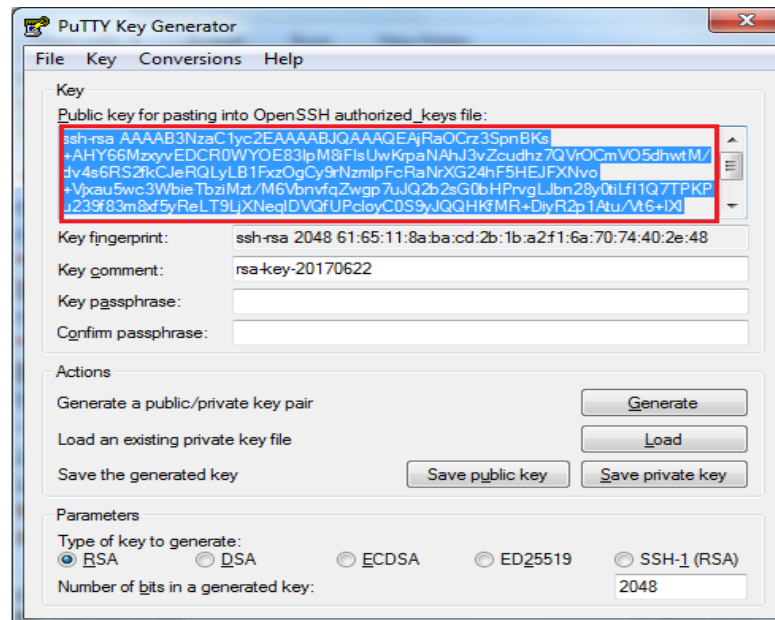 PuTTY Key Generator
File Key Conversions Help
Key
Public key for pasting into OpenSSH authorized_keys file:
ssh-rsa AAAAB3NzaC1yc2EAAAABJQAAAQEAjRaOCrz3SpnBKs
+AHY66MzxyvEDCR0WYOE83lpM8iFlsUwKrpaNAhJ3vZcudhz7QVrOCmVO5dhwtM/
dv4s6RS2fkCJeRQLyLB1FxzOgCy9rNzmlpFcRaNrXG24hF5HEJFXNvo
+Vjxau5wc3WbieTbziMzt/M6VbnvfqZwgp7uJQ2b2sG0bHPrvgLJbn28y0tiLfI1Q7TPKP
u239f83m8xf5yReLT9LjXNeqIDVQfUPcloyC0S9yJQQHKfMR+DiyR2p1Atu/Vt6+IXl
Key fingerprint: ssh-rsa 2048 61:65:11:8a:ba:cd:2b:1b:a2:f1:6a:70:74:40:2e:48
Key comment: rsa-key-20170622
Key passphrase:
Confirm passphrase:
Actions
Generate a public/private key pair Generate
Load an existing private key file Load
Save the generated key Save public key Save private key
Parameters
Type of key to generate:
RSA DSA ECDSA ED25519 SSH-1 (RSA)
Number of bits in a generated key: 2048